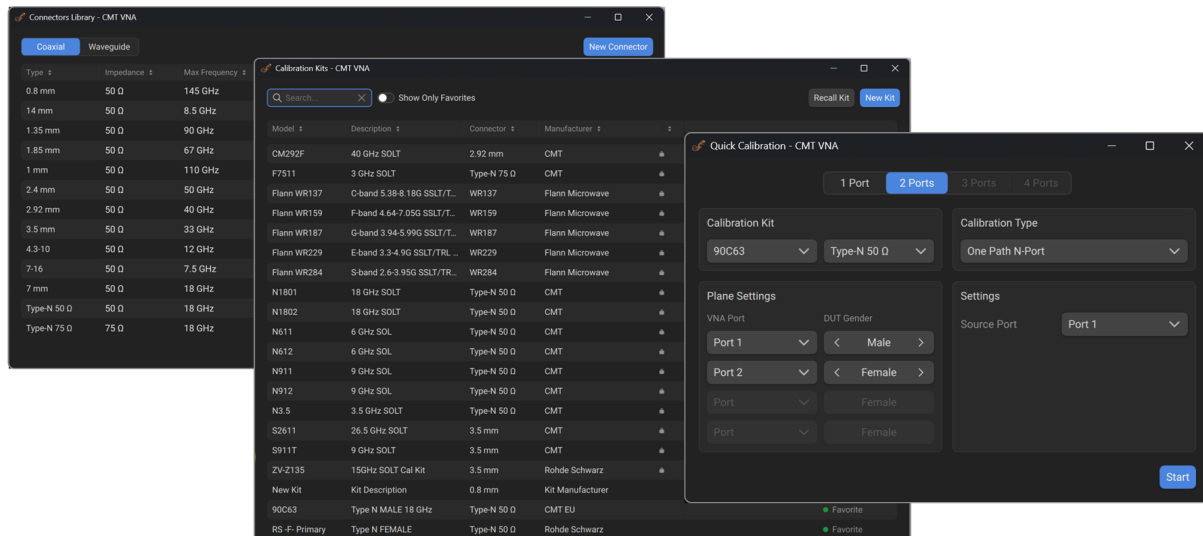 Connectors Library - CMT VNA
Coaxial Waveguide New Connector
Type Impedance Max Frequency
0.8 mm 50 Ω 145 GHz
14 mm 50 Ω 8.5 GHz
1.35 mm 50 Ω 90 GHz
1.85 mm 50 Ω 67 GHz
1 mm 50 Ω 110 GHz
2.4 mm 50 Ω 50 GHz
2.92 mm 50 Ω 40 GHz
3.5 mm 50 Ω 33 GHz
4.3-10 50 Ω 12 GHz
7-16 50 Ω 7.5 GHz
7 mm 50 Ω 18 GHz
Type-N 50 Ω 50 Ω 18 GHz
Type-N 75 Ω 75 Ω 18 GHz
Calibration Kits - CMT VNA
Search... Show Only Favorites Recall Kit New Kit
Model Description Connector Manufacturer
CM292F 40 GHz SOLT 2.92 mm CMT
F7511 3 GHz SOLT Type-N 75 Ω CMT
Flann WR137 C-band 5.38-8.18G SSLT/T... WR137 Flann Microwave
Flann WR159 F-band 4.64-7.05G SSLT/T... WR159 Flann Microwave
Flann WR187 G-band 3.94-5.99G SSLT/T... WR187 Flann Microwave
Flann WR229 E-band 3.3-4.9G SSLT/TRL ... WR229 Flann Microwave
Flann WR284 S-band 2.6-3.95G SSLT/TR... WR284 Flann Microwave
N1801 18 GHz SOLT Type-N 50 Ω CMT
N1802 18 GHz SOLT Type-N 50 Ω CMT
N611 6 GHz SOL Type-N 50 Ω CMT
N612 6 GHz SOL Type-N 50 Ω CMT
N911 9 GHz SOL Type-N 50 Ω CMT
N912 9 GHz SOL Type-N 50 Ω CMT
N3.5 3.5 GHz SOLT Type-N 50 Ω CMT
S2611 26.5 GHz SOLT 3.5 mm CMT
S911T 9 GHz SOLT 3.5 mm CMT
ZV-Z135 15GHz SOLT Cal Kit 3.5 mm Rohde Schwarz
New Kit Kit Description 0.8 mm Kit Manufacturer
90C63 Type N MALE 18 GHz Type-N 50 Ω CMT EU Favorite
RS -F- Primary Type N FEMALE Type-N 50 Ω Rohde Schwarz Favorite
Quick Calibration - CMT VNA
1 Port 2 Ports 3 Ports 4 Ports
Calibration Kit
90C63 Type-N 50 Ω
Calibration Type
One Path N-Port
Plane Settings
VNA Port DUT Gender
Port 1 Male
Port 2 Female
Port Female
Port Female
Settings
Source Port Port 1
Start